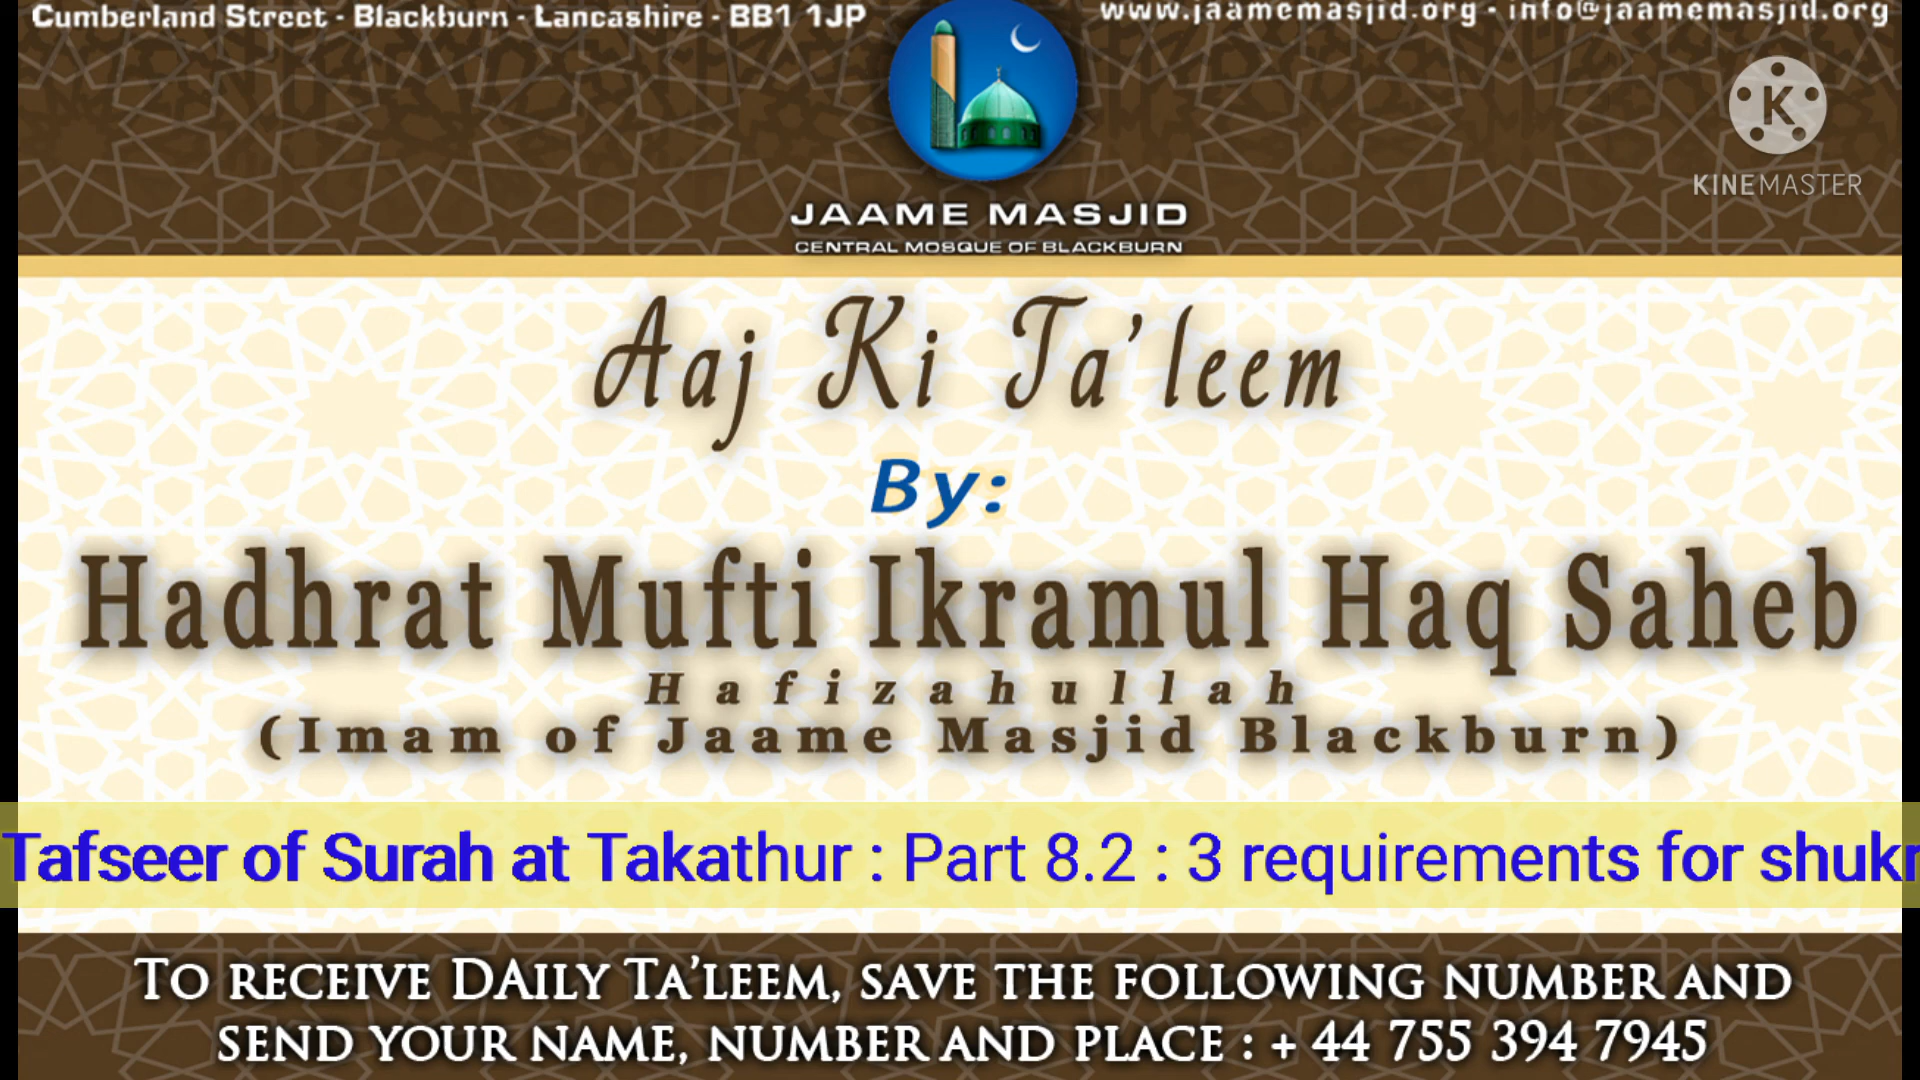 Cumberland Street - Blackburn - Lancashire - BB1 1JP
www.jaamemasjid.org - info@jaamemasjid.org
K
KINEMASTER
JAAME MASJID
CENTRAL MOSQUE OF BLACKBURN
Aaj Ki Ta'leem
By:
Hadhrat Mufti Ikramul Haq Saheb
Hafizahullah
(Imam of Jaame Masjid Blackburn)
Tafseer of Surah at Takathur : Part 8.2 : 3 requirements for shukr
TO RECEIVE DAILY TA'LEEM, SAVE THE FOLLOWING NUMBER AND
SEND YOUR NAME, NUMBER AND PLACE : + 44 755 394 7945